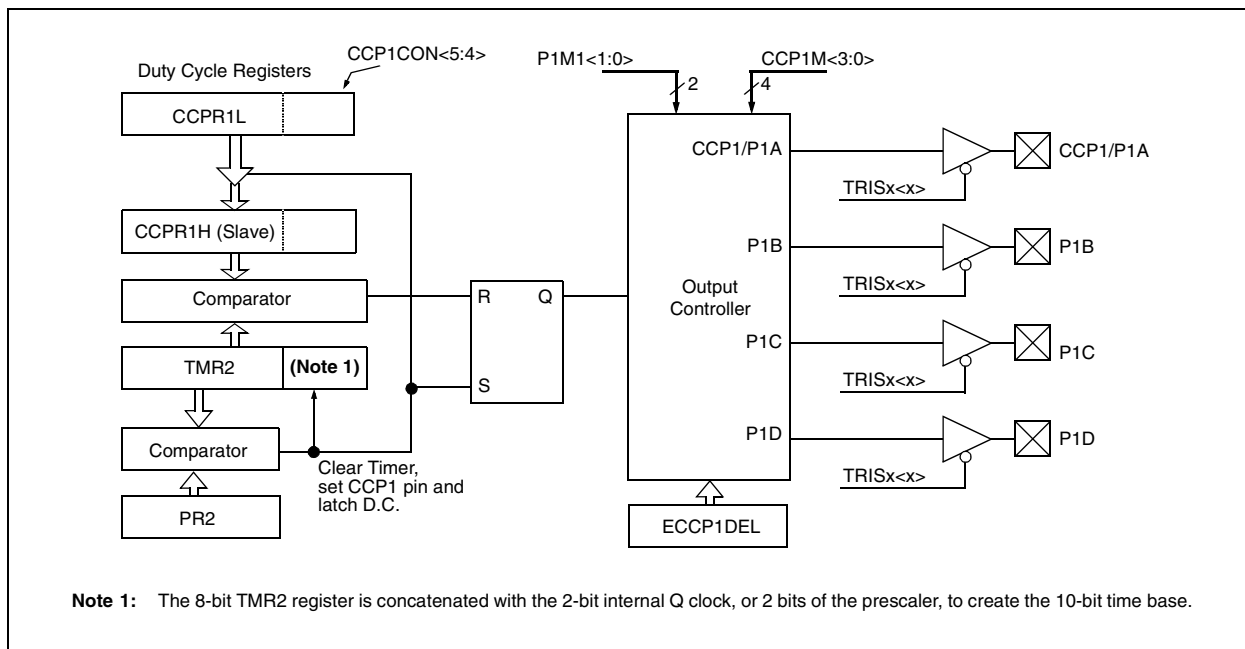 CCP1CON<5:4>
Duty Cycle Registers
CCPR1L
CCPR1H (Slave)
Comparator
TMR2
(Note 1)
Comparator
PR2
Clear Timer,
set CCP1 pin and
latch D.C.
R
Q
S
P1M1<1:0>
2
CCP1M<3:0>
4
Output
Controller
CCP1/P1A
P1B
P1C
P1D
ECCP1DEL
TRISx<x>
CCP1/P1A
TRISx<x>
P1B
TRISx<x>
P1C
TRISx<x>
P1D
Note 1: The 8-bit TMR2 register is concatenated with the 2-bit internal Q clock, or 2 bits of the prescaler, to create the 10-bit time base.